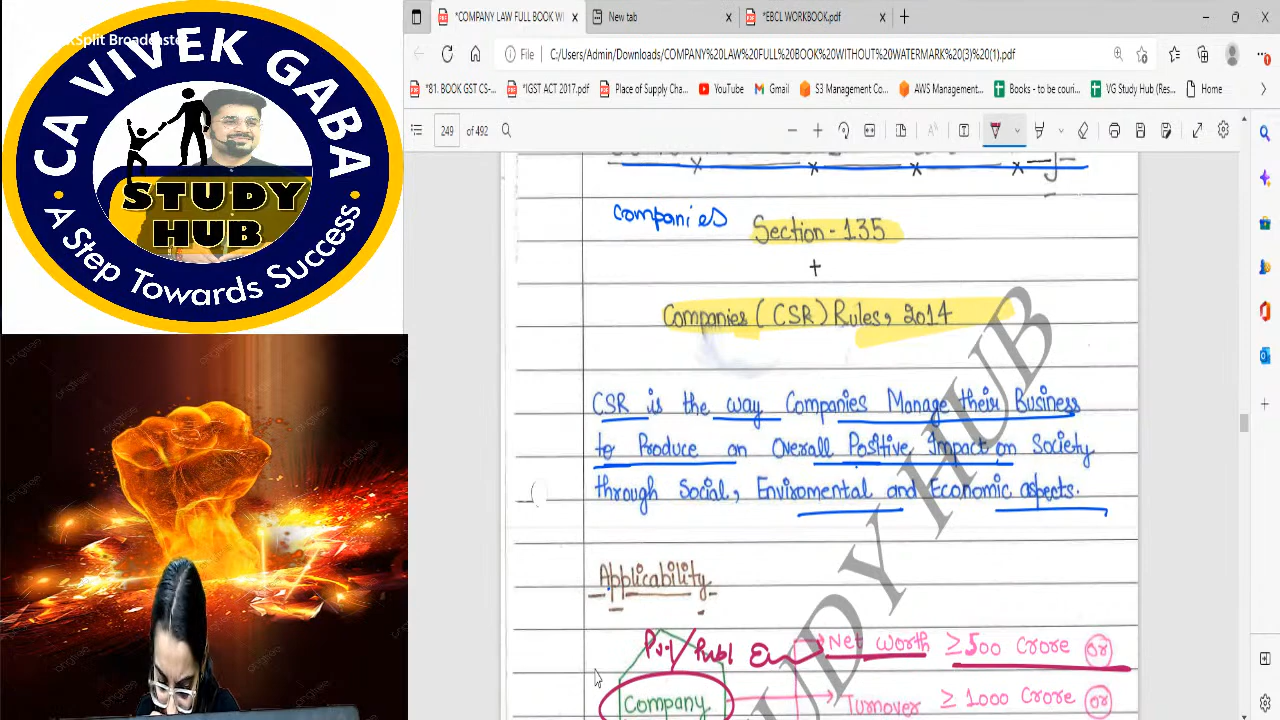 CA VIVEK GABA
STUDY
HUB
A Step Towards Success
Split Broadcaster
*COMPANY LAW FULL BOOK WI
New tab
*EBCL WORKBOOK.pdf
File
C:/Users/Admin/Downloads/COMPANY%20LAW%20FULL%20BOOK%20WITHOUT%20WATERMARK%20(3)%20(1).pdf
*81. BOOK GST CS-...
*IGST ACT 2017.pdf
Place of Supply Cha...
YouTube
Gmail
S3 Management Co...
AWS Management...
Books - to be couri...
VG Study Hub (Res...
Home
249 of 492
companies
Section - 135
+
Companies (CSR) Rules, 2014
CSR is the way Companies Manage their Business
to Produce an Overall Positive Impact on Society
through Social, Enviromental and Economic aspects.
Applicability
Pvt/Publ
Net worth ≥500 Crore or
Company
Turnover ≥ 1000 Crore or
UDY HUB